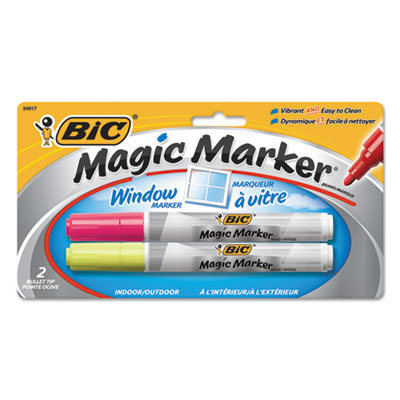 34917
BIC
Vibrant AND Easy to Clean
Dynamique ET facile à nettoyer
Magic Marker
BRAND/MARQUE
Window
MARKER
MARQUEUR
à vitre
BIC
Magic Marker
BIC
Magic Marker
2
BULLET TIP
POINTE OGIVE
INDOOR/OUTDOOR
À L'INTÉRIEUR/À L'EXTÉRIEUR